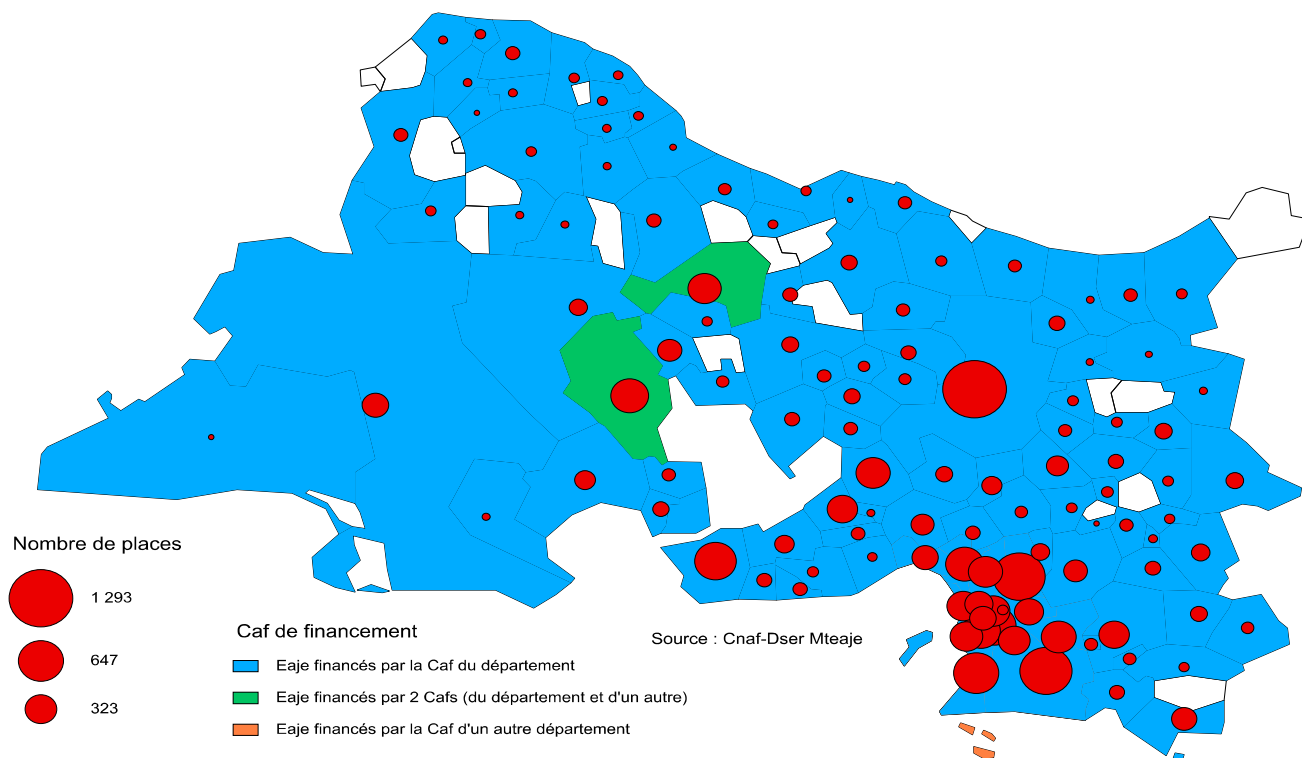 Nombre de places
1 293
647
323
Caf de financement
Eaje financés par la Caf du département
Eaje financés par 2 Cafs (du département et d'un autre)
Eaje financés par la Caf d'un autre département
Source : Cnaf-Dser Mteaje